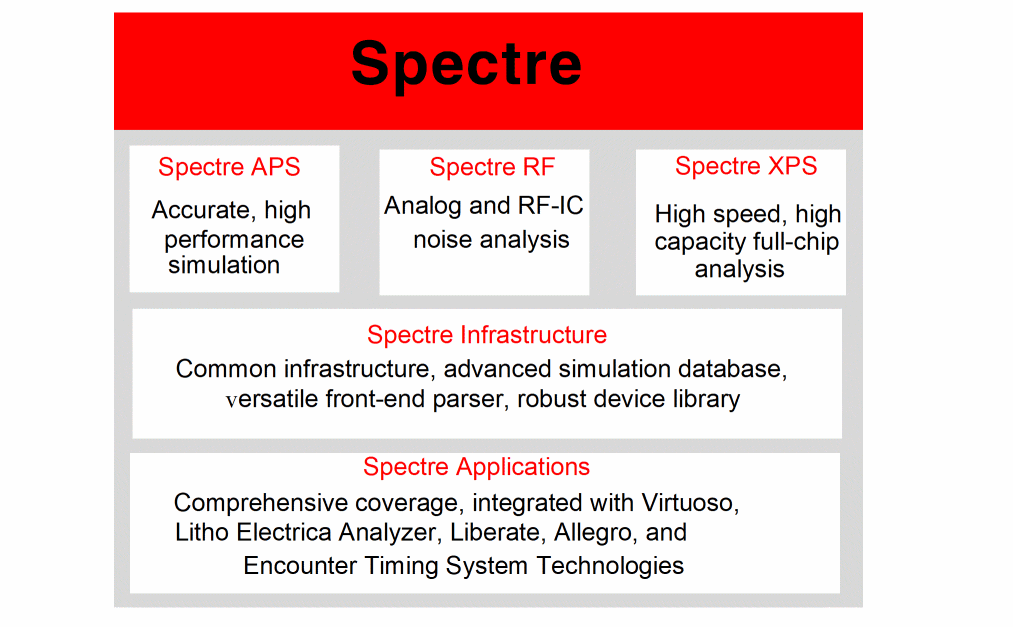 Spectre
Spectre APS
Accurate, high
performance
simulation
Spectre RF
Analog and RF-IC
noise analysis
Spectre XPS
High speed, high
capacity full-chip
analysis
Spectre Infrastructure
Common infrastructure, advanced simulation database,
versatile front-end parser, robust device library
Spectre Applications
Comprehensive coverage, integrated with Virtuoso,
Litho Electrica Analyzer, Liberate, Allegro, and
Encounter Timing System Technologies